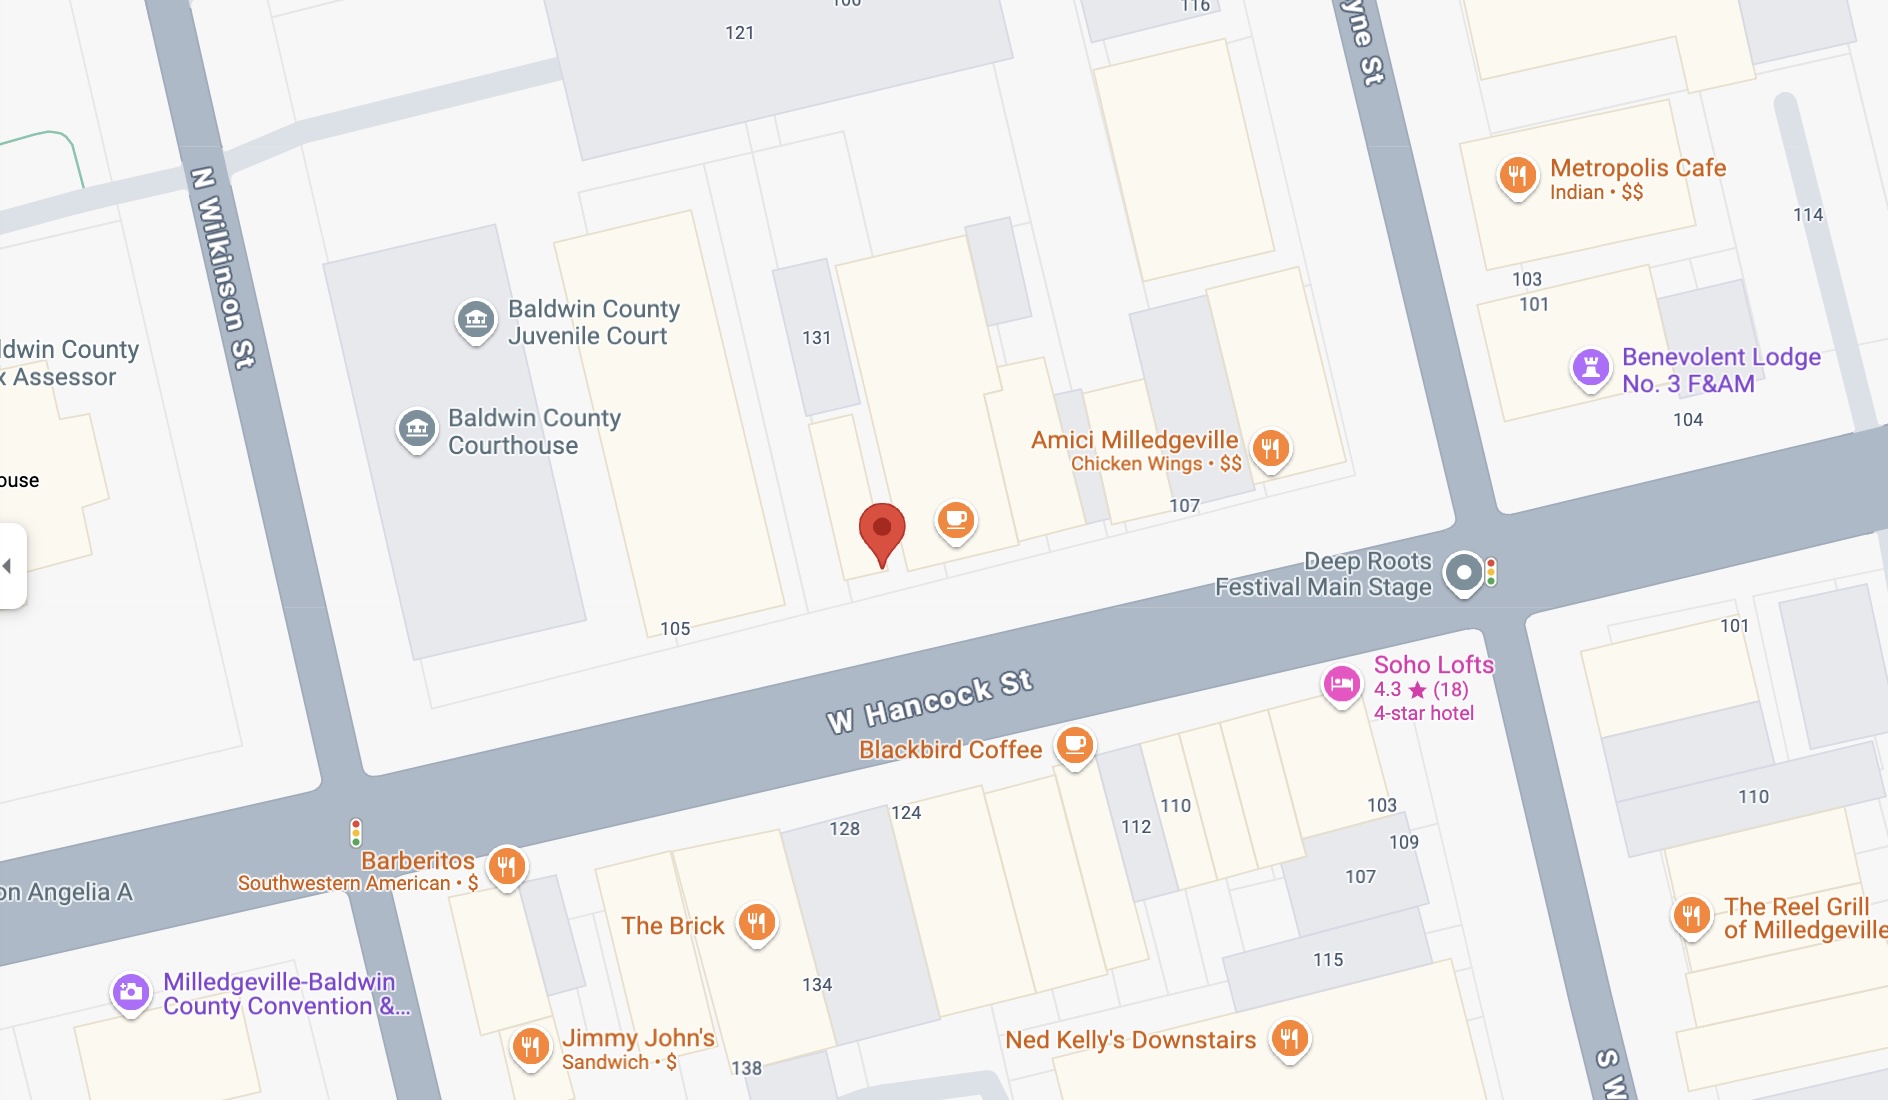 106
121
116
yne St
N Wilkinson St
Metropolis Cafe
Indian • $$
114
103
101
Baldwin County
Juvenile Court
131
ldwin County
x Assessor
Benevolent Lodge
No. 3 F&AM
104
Baldwin County
Courthouse
Amici Milledgeville
Chicken Wings • $$
ouse
107
Deep Roots
Festival Main Stage
105
101
Soho Lofts
4.3 ★ (18)
4-star hotel
W Hancock St
Blackbird Coffee
124
128
110
112
103
109
110
107
Barberitos
Southwestern American • $
on Angelia A
The Brick
The Reel Grill
of Milledgeville
115
134
Milledgeville-Baldwin
County Convention &...
Jimmy John's
Sandwich • $
Ned Kelly's Downstairs
138
S W